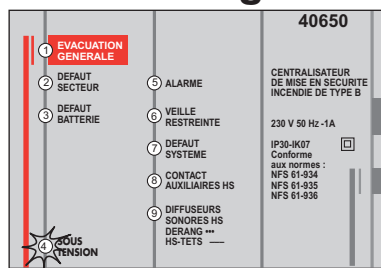 40650
1 EVACUATION
GENERALE
2 DEFAUT
SECTEUR
3 DEFAUT
BATTERIE
4 SOUS
TENSION
5 ALARME
6 VEILLE
RESTREINTE
7 DEFAUT
SYSTEME
8 CONTACT
AUXILIAIRES HS
9 DIFFUSEURS
SONORES HS
DERANG •••
HS-TETS —
CENTRALISATEUR
DE MISE EN SECURITE
INCENDIE DE TYPE B
230 V 50 Hz -1A
IP30-IK07
Conforme
aux normes :
NFS 61-934
NFS 61-935
NFS 61-936